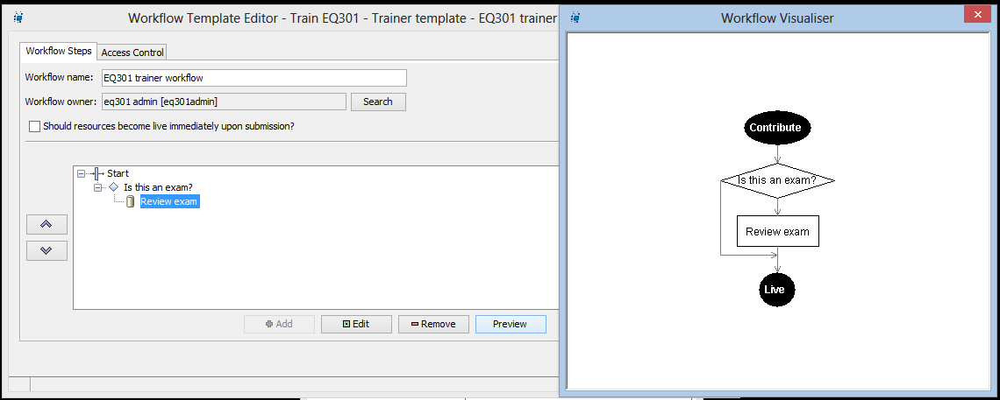 Workflow Template Editor - Train EQ301 - Trainer template - EQ301 trainer
Workflow Steps
Access Control
Workflow name:
EQ301 trainer workflow
Workflow owner:
eq301 admin [eq301admin]
Search
Should resources become live immediately upon submission?
Start
Is this an exam?
Review exam
Add
Edit
Remove
Preview
Workflow Visualiser
Contribute
Is this an exam?
Review exam
Live